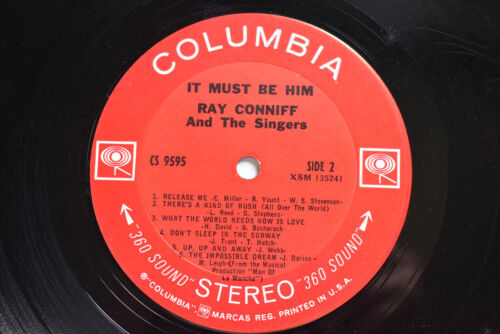 COLUMBIA
IT MUST BE HIM
RAY CONNIFF
And The Singers
CS 9595
SIDE 2
XSM 135241
1. RELEASE ME -E. Miller - R. Yount - W. S. Stevenson-
2. THERE'S A KIND OF HUSH (All Over The World)
-L. Reed - G. Stephens-
3. WHAT THE WORLD NEEDS NOW IS LOVE
-H. David - B. Bacharach-
4. DON'T SLEEP IN THE SUBWAY
-J. Trent - T. Hatch-
5. UP, UP AND AWAY -J. Webb-
6. THE IMPOSSIBLE DREAM -J. Darion-
M. Leigh-(From the Musical
Production "Man Of
La Mancha")
"360 SOUND" STEREO "360 SOUND"
® "COLUMBIA", MARCAS REG. PRINTED IN U.S.A.